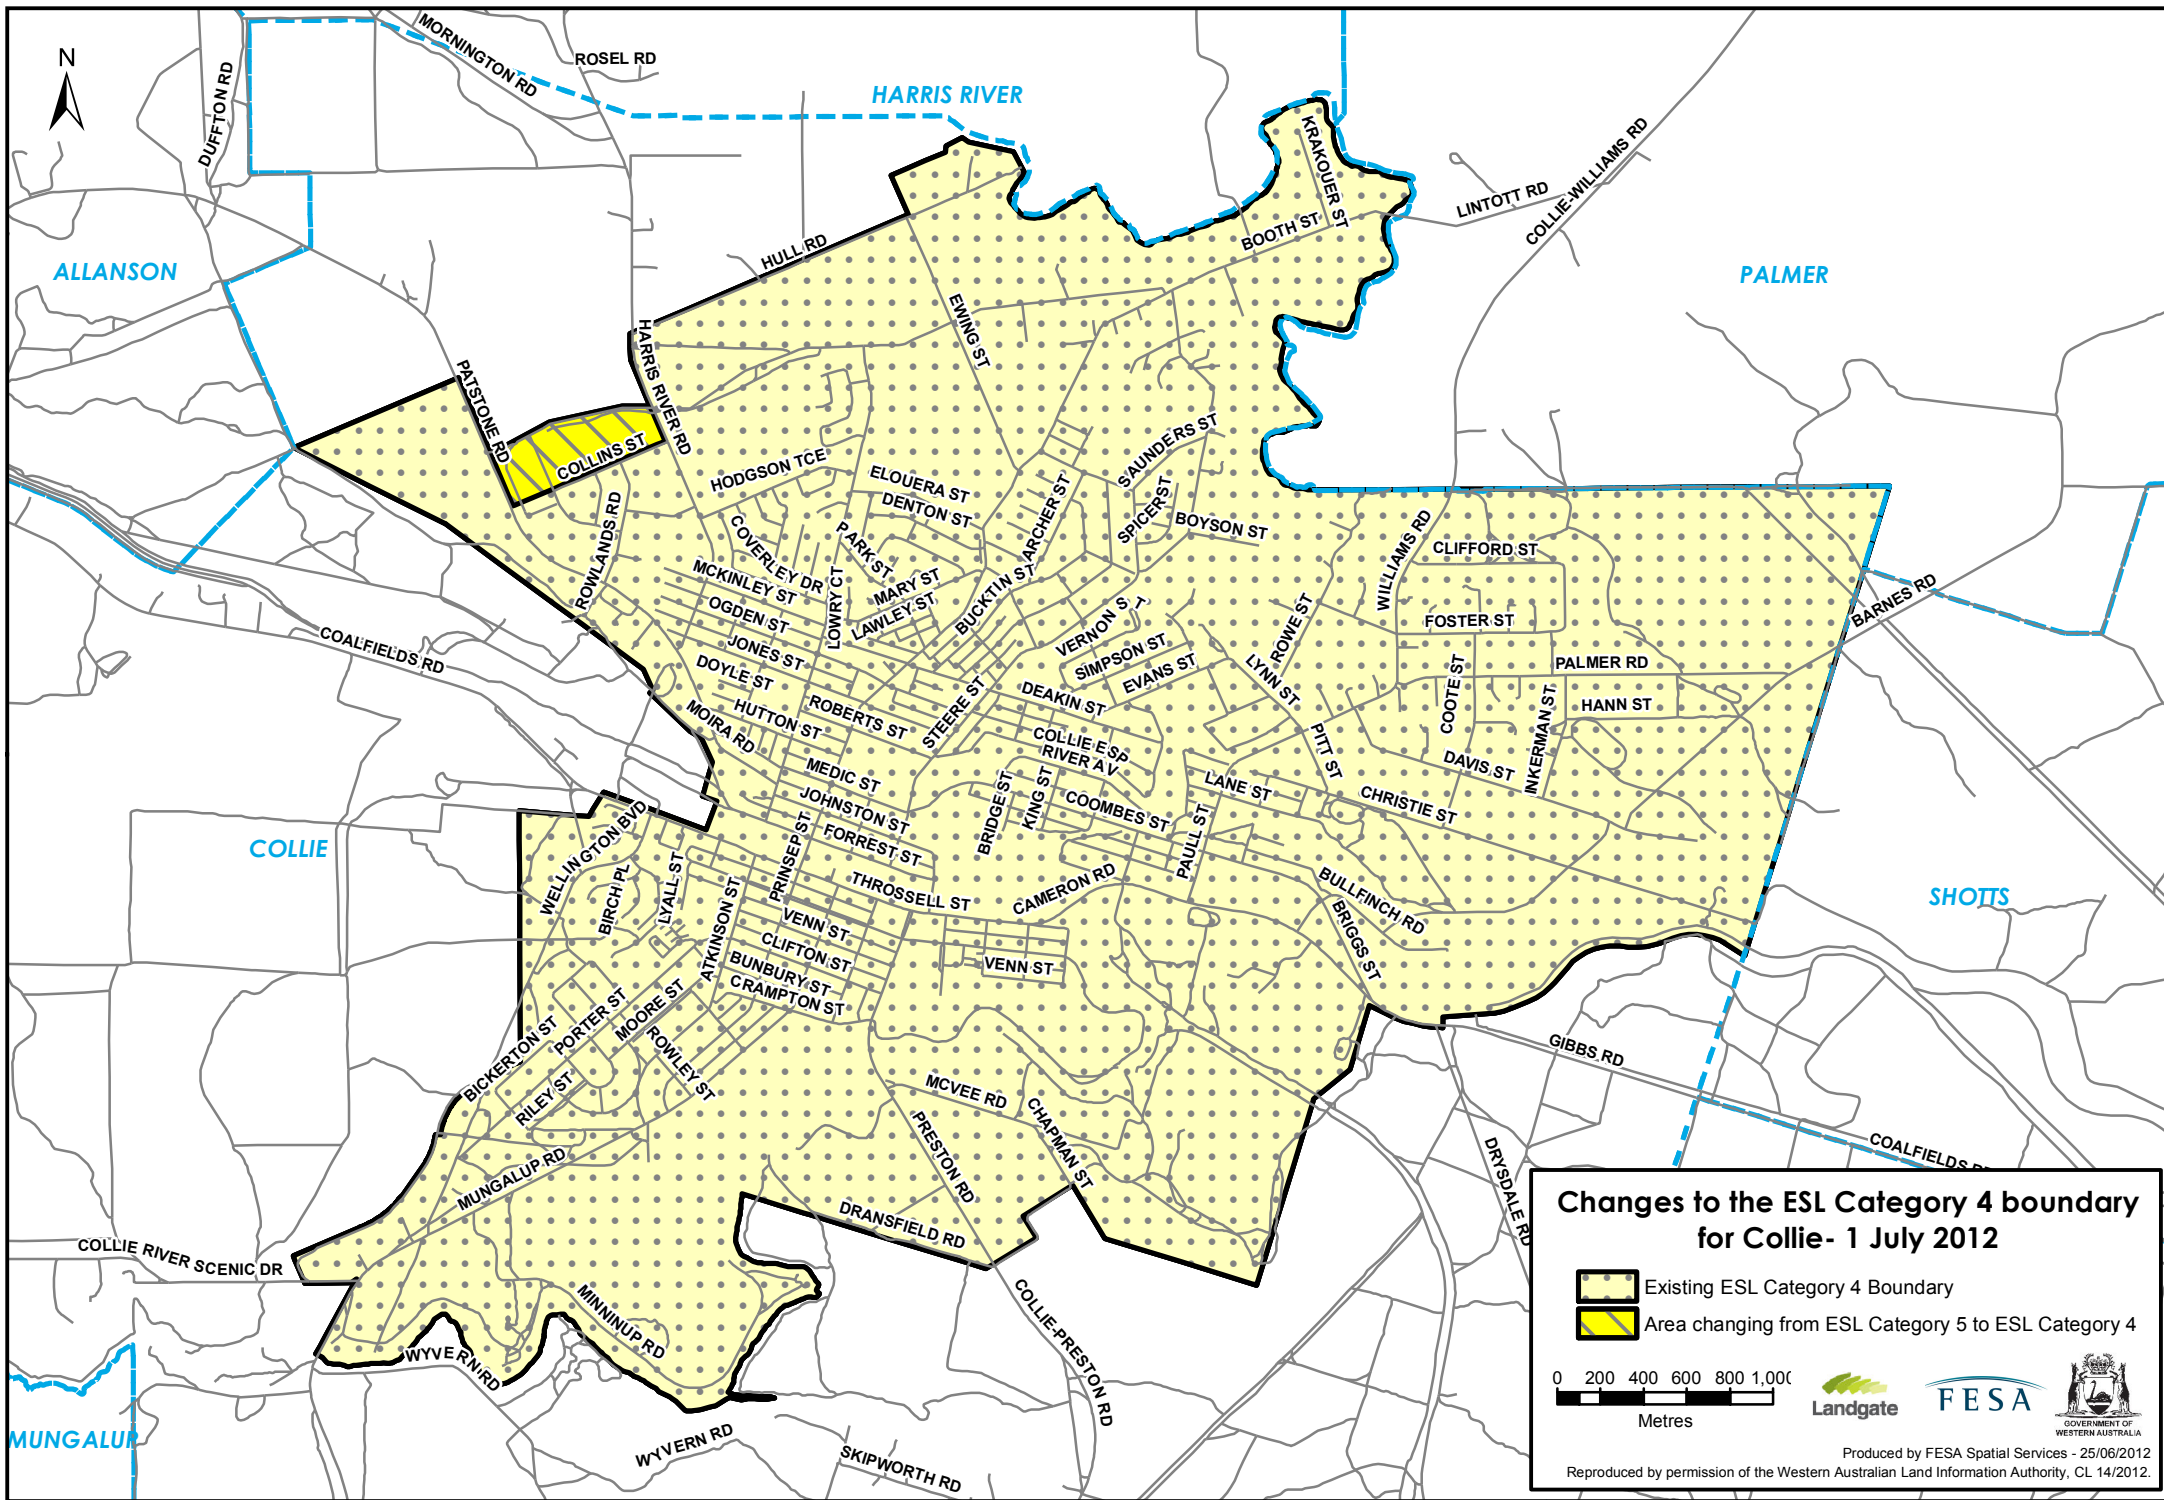 N
MORNINGTON RD
ROSEL RD
DUFFTON RD
HARRIS RIVER
KRAKOUER ST
COLLIE-WILLIAMS RD
LINTOTT RD
BOOTH ST
HULL RD
ALLANSON
PALMER
EWING ST
HARRIS RIVER RD
PATSTONE RD
COLLINS ST
HODGSON TCE
ELOUERA ST
DENTON ST
SAUNDERS ST
SPICER ST
ARCHER ST
BOYSON ST
WILLIAMS RD
CLIFFORD ST
ROWLANDS RD
COVERLEY DR
PARK ST
MCKINLEY ST
MARY ST
BUCKTIN ST
OGDEN ST
LOWRY CT
LAWLEY ST
VERNON ST
ROWE ST
FOSTER ST
BARNES RD
COALFIELDS RD
JONES ST
SIMPSON ST
EVANS ST
LYNN ST
PALMER RD
DOYLE ST
STEERE ST
DEAKIN ST
COOTE ST
INKERMAN ST
HANN ST
MOIRA RD
HUTTON ST
ROBERTS ST
COLLIE E SP
RIVER AV
PITT ST
DAVIS ST
MEDIC ST
BRIDGE ST
KING ST
LANE ST
CHRISTIE ST
JOHNSTON ST
COOMBES ST
PAULL ST
COLLIE
WELLINGTON BVD
FORREST ST
PRINSEP ST
BIRCH PL
LYALL ST
ATKINSON ST
THROSSELL ST
CAMERON RD
BULLFINCH RD
BRIGGS ST
SHOTTS
VENN ST
CLIFTON ST
BUNBURY ST
CRAMPTON ST
VENN ST
BICKERTON ST
PORTER ST
MOORE ST
ROWLEY ST
RILEY ST
GIBBS RD
MCVEE RD
CHAPMAN ST
PRESTON RD
DRYSDALE RD
COALFIELDS
MUNGALUP RD
DRANSFIELD RD
COLLIE RIVER SCENIC DR
MINNINUP RD
COLLIE-PRESTON RD
WYVERN RD
WYVERN RD
SKIPWORTH RD
MUNGALUP
Changes to the ESL Category 4 boundary
for Collie- 1 July 2012
Existing ESL Category 4 Boundary
Area changing from ESL Category 5 to ESL Category 4
0 200 400 600 800 1,00
Metres
Landgate
FESA
GOVERNMENT OF
WESTERN AUSTRALIA
Produced by FESA Spatial Services - 25/06/2012
Reproduced by permission of the Western Australian Land Information Authority, CL 14/2012.